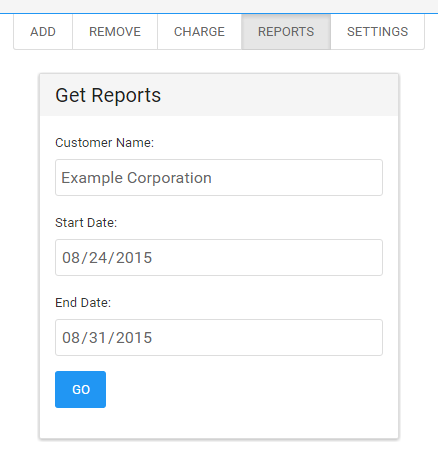 ADD REMOVE CHARGE REPORTS SETTINGS
Get Reports
Customer Name:
Example Corporation
Start Date:
08/24/2015
End Date:
08/31/2015
GO